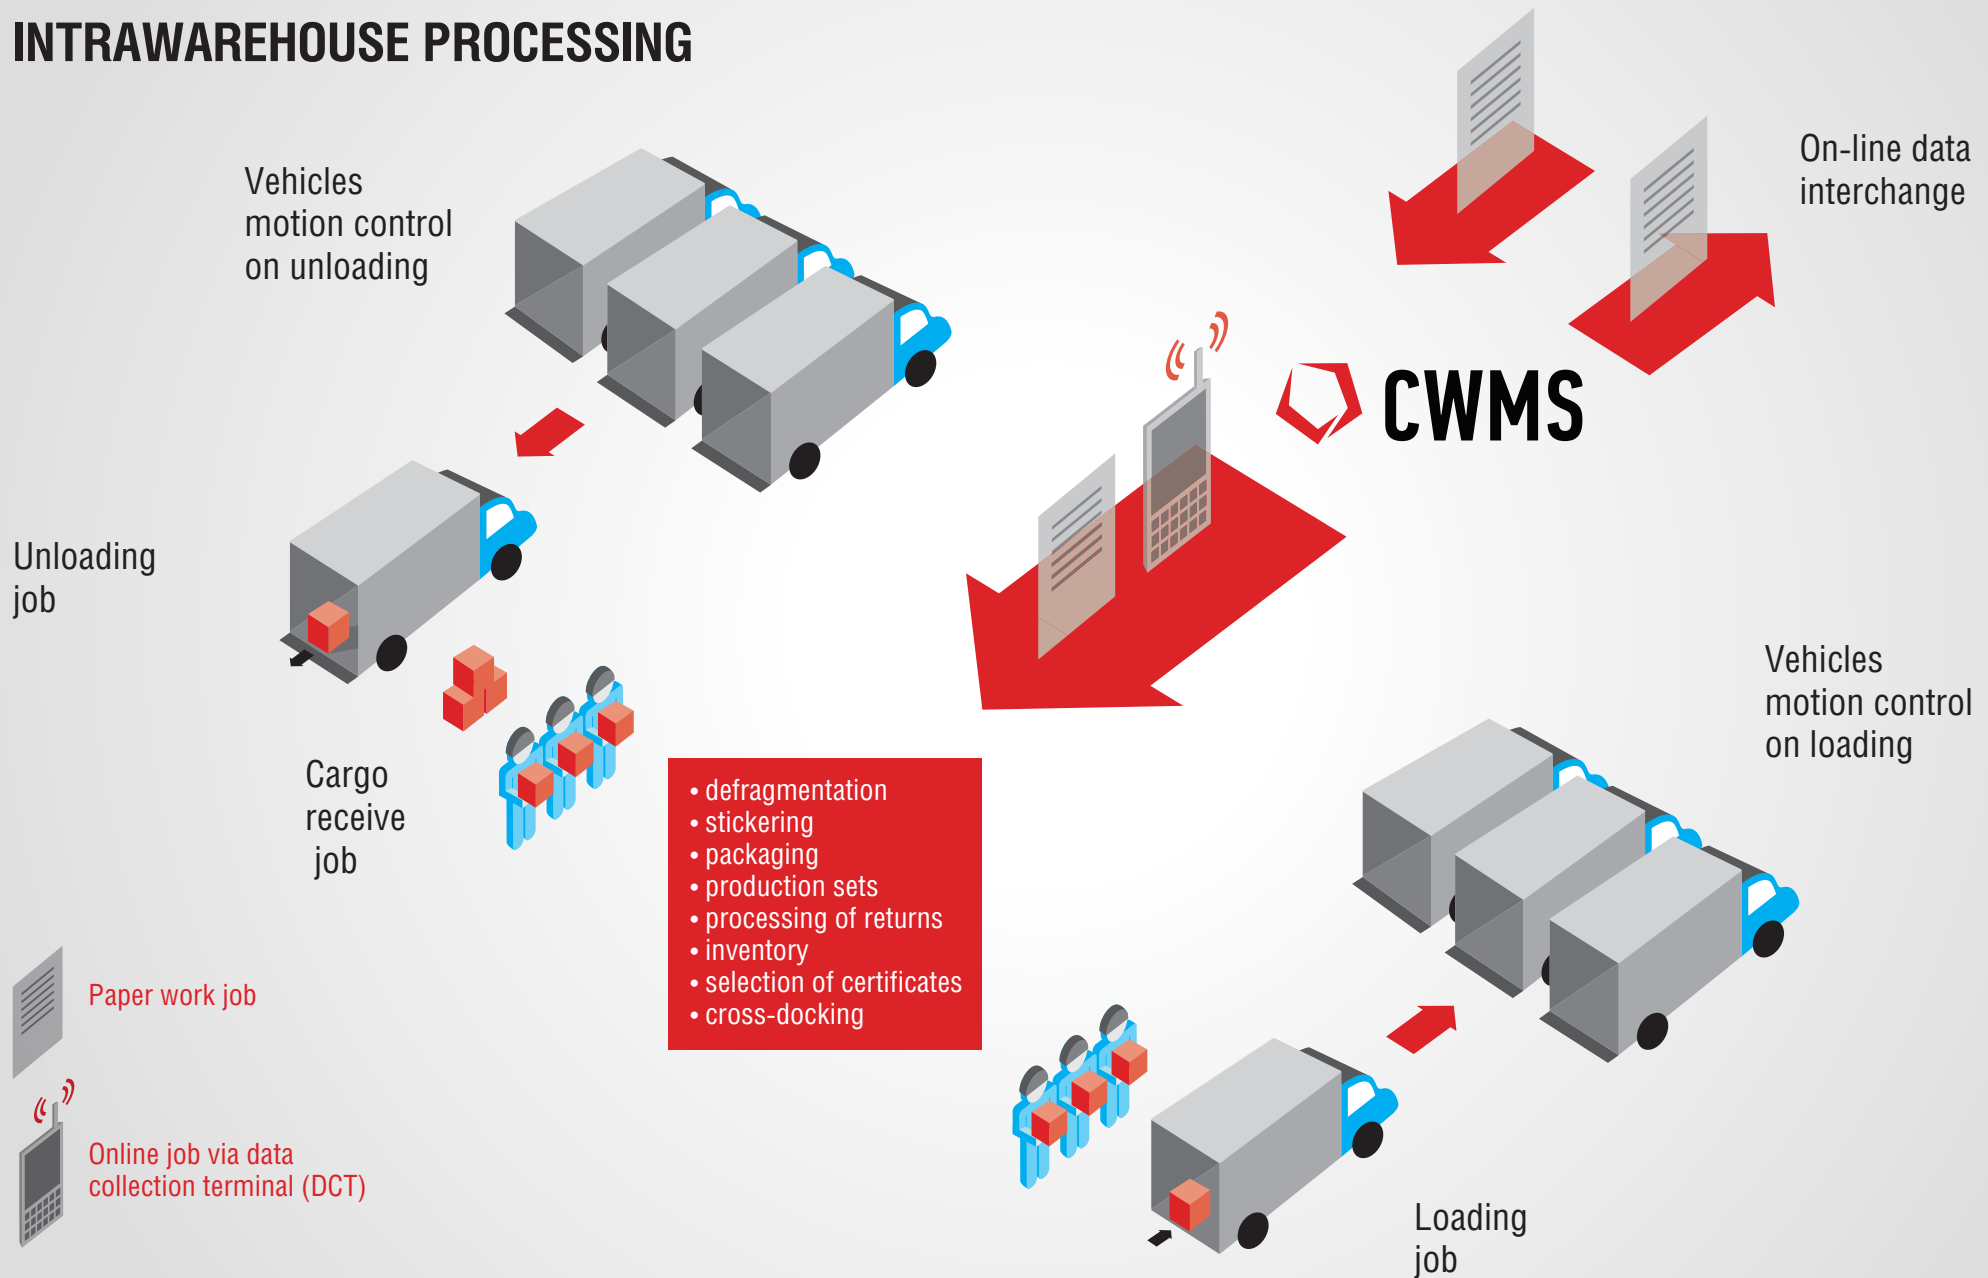 INTRAWAREHOUSE PROCESSING
On-line data
interchange
Vehicles
motion control
on unloading
CWMS
Unloading
job
Vehicles
motion control
on loading
Cargo
receive
job
• defragmentation
• stickering
• packaging
• production sets
• processing of returns
• inventory
• selection of certificates
• cross-docking
Paper work job
Online job via data
collection terminal (DCT)
Loading
job